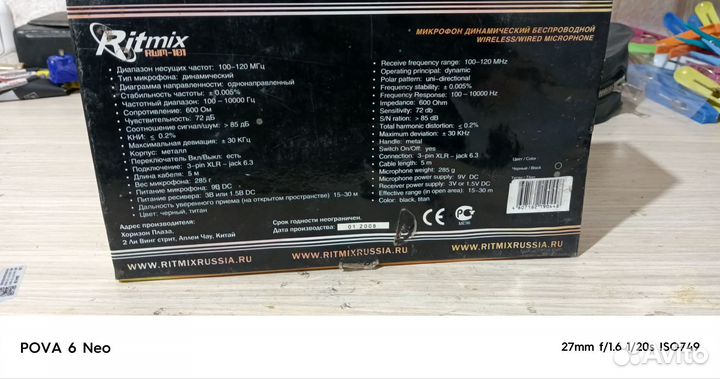 Ritmix
RWM-101
МИКРОФОН ДИНАМИЧЕСКИЙ БЕСПРОВОДНОЙ
WIRELESS/WIRED MICROPHONE
• Диапазон несущих частот: 100–120 МГц
• Тип микрофона: динамический
• Диаграмма направленности: однонаправленный
• Стабильность частоты: ± 0.005%
• Частотный диапазон: 100 – 10000 Гц
• Сопротивление: 600 Ом
• Чувствительность: 72 дБ
• Соотношение сигнал/шум: > 85 дБ
• КНИ: ≤ 0.2%
• Максимальная девиация: ± 30 КГц
• Корпус: металл
• Переключатель Вкл/Выкл: есть
• Подключение: 3-pin XLR – jack 6.3
• Длина кабеля: 5 м
• Вес микрофона: 285 г
• Питание микрофона: 9В DC
• Питание ресивера: 3В или 1.5В DC
• Дальность уверенного приема (на открытом пространстве) 15–30 м
• Цвет: черный, титан
Адрес производителя:
Хоризон Плаза,
2 Ли Винг стрит, Аплеи Чау, Китай
Срок годности неограничен.
Дата производства:
01.2008
Receive frequency range: 100–120 MHz
Operating principal: dynamic
Polar pattern: uni-directional
Frequency stability: ± 0.005%
Frequency Response: 100 – 10000 Hz
Impedance: 600 Ohm
Sensitivity: 72 db
S/N ration: > 85 dB
Total harmonic distortion: ≤ 0.2%
Maximum deviation: ± 30 KHz
Handle: metal
Switch On/Off: yes
Connection: 3-pin XLR – jack 6.3
Cable length: 5 m
Microphone weight: 285 g
Microphone power supply: 9V DC
Receiver power supply: 3V or 1.5V DC
Effective range (in open area): 15–30 m
Color: black, titan
Цвет / Color :
Черный / Black
CE
PC
WWW.RITMIXRUSSIA.RU
WWW.RITMIXRUSSIA.RU
WWW.RITMIXRUSSIA.RU
POVA 6 Neo
27mm f/1.6 1/20s ISO749
Avito